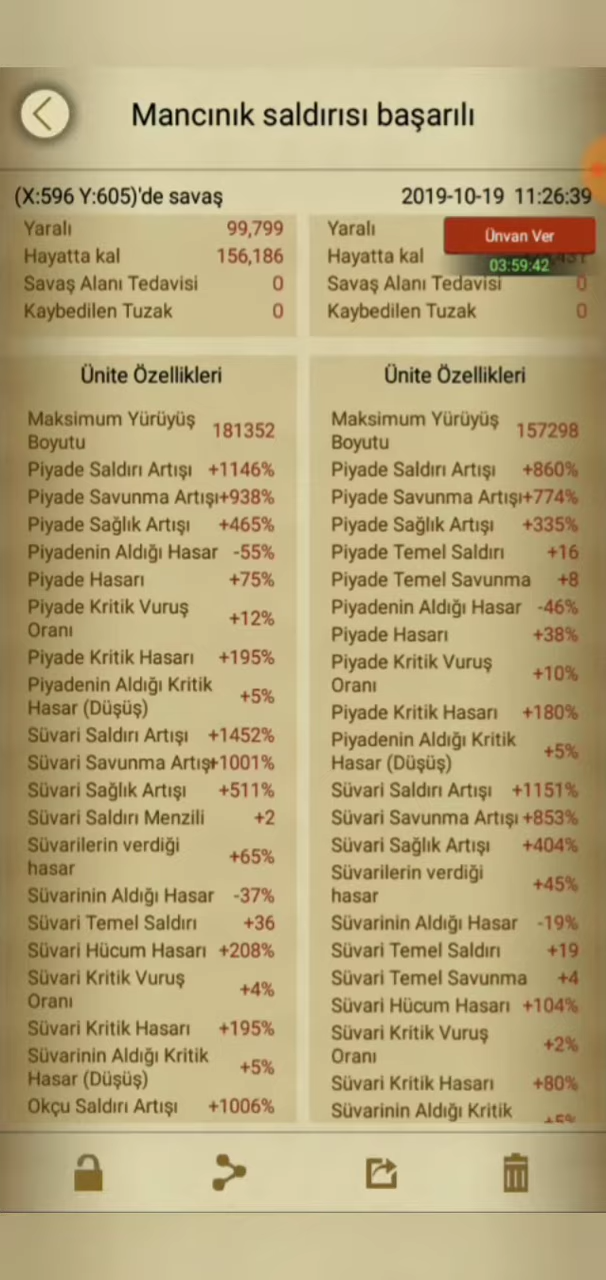 Mancınık saldırısı başarılı
(X:596 Y:605)'de savaş 2019-10-19 11:26:39
Yaralı 99,799
Hayatta kal 156,186
Savaş Alanı Tedavisi 0
Kaybedilen Tuzak 0
Yaralı
Hayatta kal
Savaş Alanı Tedavisi 0
Kaybedilen Tuzak 0
Ünvan Ver
03:59:42
Ünite Özellikleri
Maksimum Yürüyüş
Boyutu 181352
Piyade Saldırı Artışı +1146%
Piyade Savunma Artışı+938%
Piyade Sağlık Artışı +465%
Piyadenin Aldığı Hasar -55%
Piyade Hasarı +75%
Piyade Kritik Vuruş
Oranı +12%
Piyade Kritik Hasarı +195%
Piyadenin Aldığı Kritik
Hasar (Düşüş) +5%
Süvari Saldırı Artışı +1452%
Süvari Savunma Artışı+1001%
Süvari Sağlık Artışı +511%
Süvari Saldırı Menzili +2
Süvarilerin verdiği
hasar +65%
Süvarinin Aldığı Hasar -37%
Süvari Temel Saldırı +36
Süvari Hücum Hasarı +208%
Süvari Kritik Vuruş
Oranı +4%
Süvari Kritik Hasarı +195%
Süvarinin Aldığı Kritik
Hasar (Düşüş) +5%
Okçu Saldırı Artışı +1006%
Ünite Özellikleri
Maksimum Yürüyüş
Boyutu 157298
Piyade Saldırı Artışı +860%
Piyade Savunma Artışı+774%
Piyade Sağlık Artışı +335%
Piyade Temel Saldırı +16
Piyade Temel Savunma +8
Piyadenin Aldığı Hasar -46%
Piyade Hasarı +38%
Piyade Kritik Vuruş
Oranı +10%
Piyade Kritik Hasarı +180%
Piyadenin Aldığı Kritik
Hasar (Düşüş) +5%
Süvari Saldırı Artışı +1151%
Süvari Savunma Artışı +853%
Süvari Sağlık Artışı +404%
Süvarilerin verdiği
hasar +45%
Süvarinin Aldığı Hasar -19%
Süvari Temel Saldırı +19
Süvari Temel Savunma +4
Süvari Hücum Hasarı +104%
Süvari Kritik Vuruş
Oranı +2%
Süvari Kritik Hasarı +80%
Süvarinin Aldığı Kritik +5%